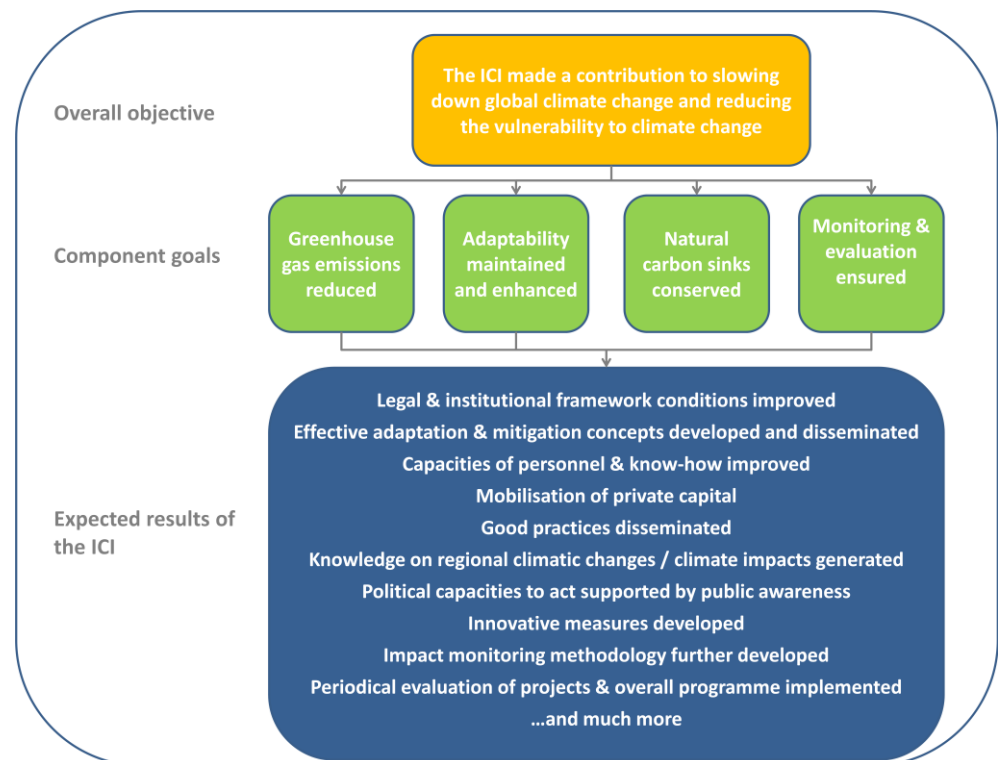 Overall objective
The ICI made a contribution to slowing
down global climate change and reducing
the vulnerability to climate change
Component goals
Greenhouse
gas emissions
reduced
Adaptability
maintained
and enhanced
Natural
carbon sinks
conserved
Monitoring &
evaluation
ensured
Expected results of
the ICI
Legal & institutional framework conditions improved
Effective adaptation & mitigation concepts developed and disseminated
Capacities of personnel & know-how improved
Mobilisation of private capital
Good practices disseminated
Knowledge on regional climatic changes / climate impacts generated
Political capacities to act supported by public awareness
Innovative measures developed
Impact monitoring methodology further developed
Periodical evaluation of projects & overall programme implemented
…and much more